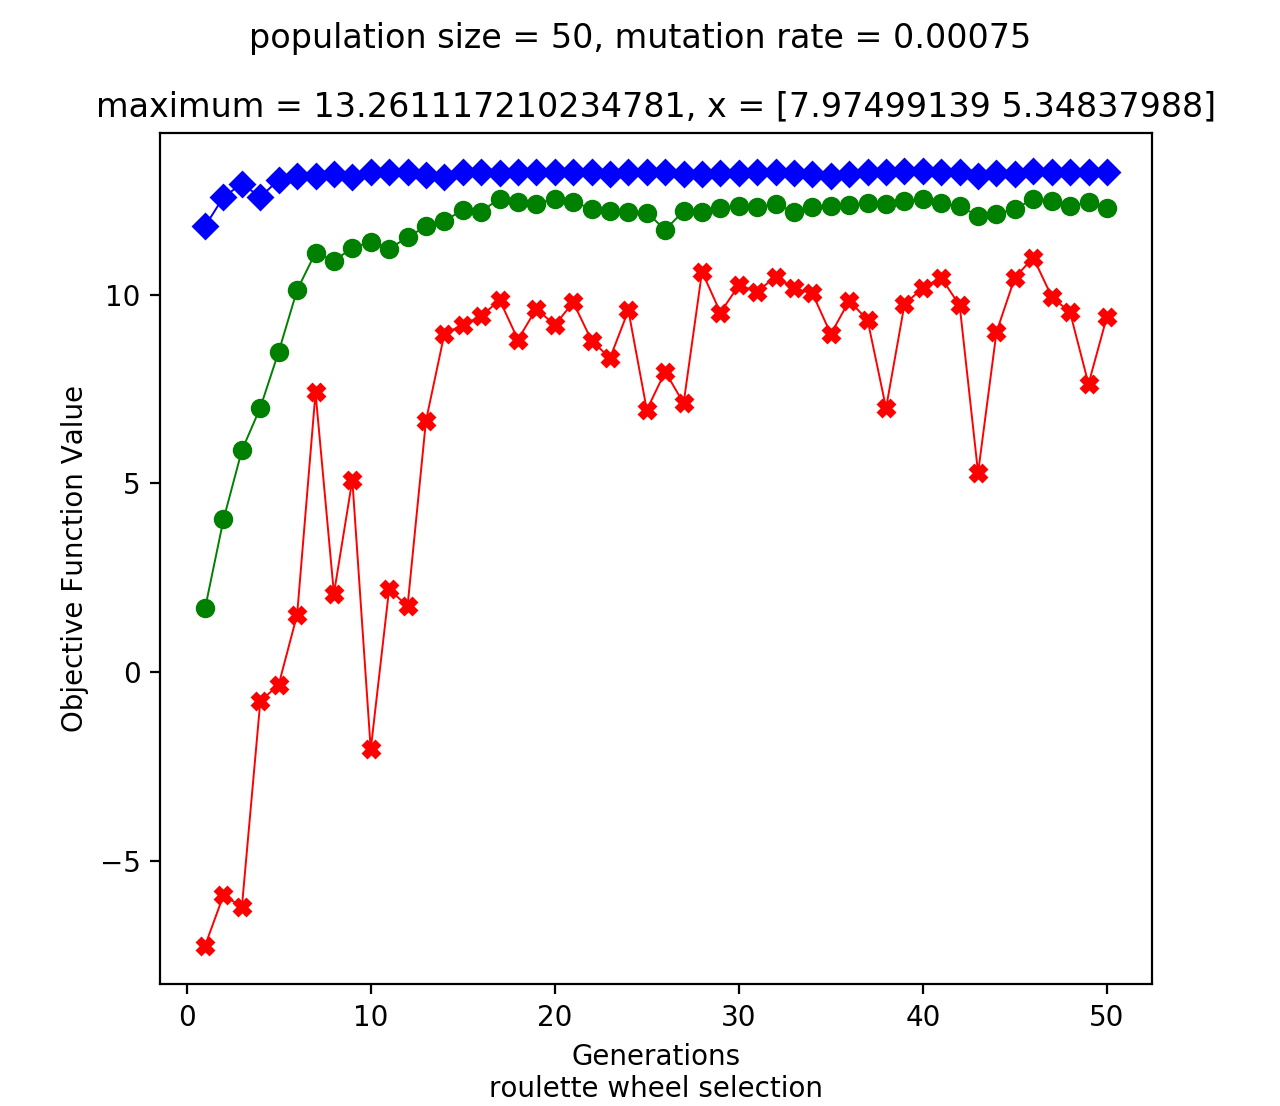 population size = 50, mutation rate = 0.00075
maximum = 13.261117210234781, x = [7.97499139 5.34837988]
Objective Function Value
10
5
0
−5
0 10 20 30 40 50
Generations
roulette wheel selection